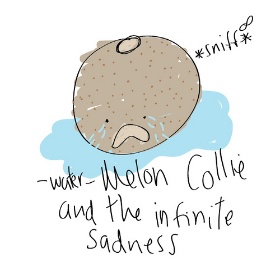 *sniff*∞
-water- Melon Collie
and the infinite
sadness